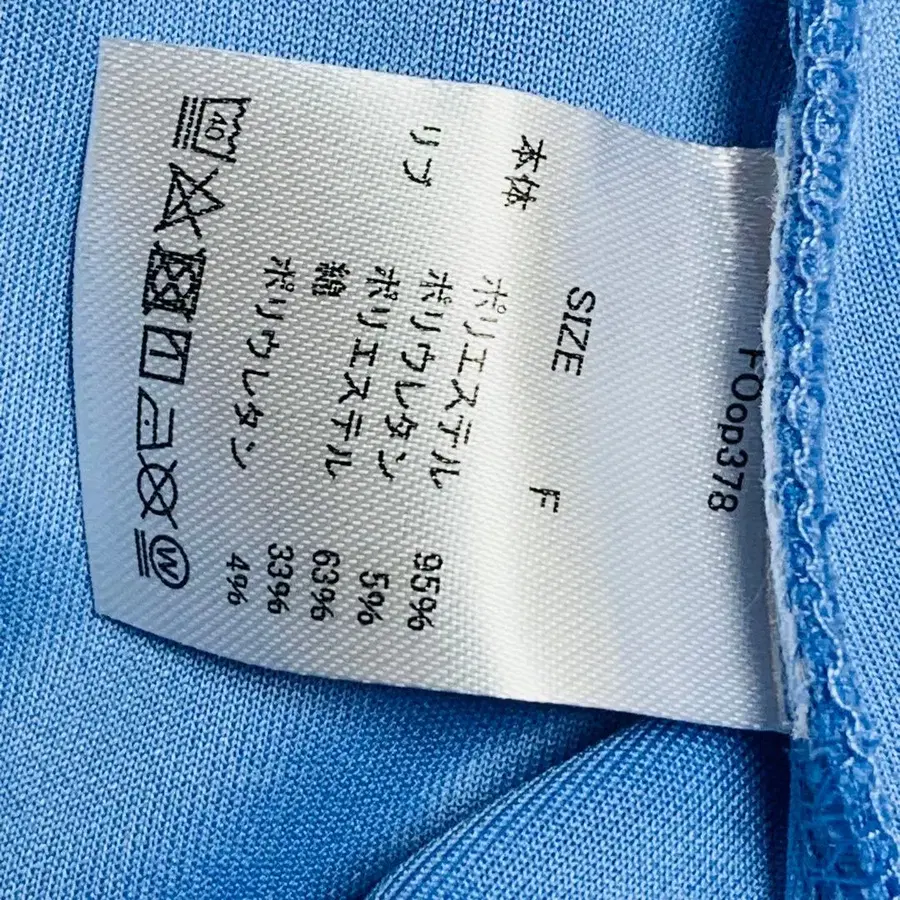 FOop378
SIZE F
本体 ポリエステル 95%
ポリウレタン 5%
リブ ポリエステル 63%
綿 33%
ポリウレタン 4%
40
W